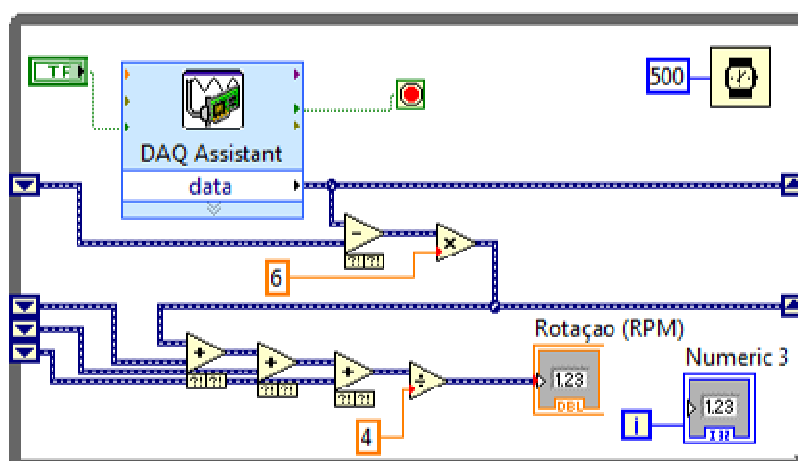 TF
500
DAQ Assistant
data
-
x
?! ?!
6
Rotaçao (RPM)
Numeric 3
+
+
+
÷
?! ?!
?! ?!
?! ?!
1.23
DBL
1.23
I32
4
i